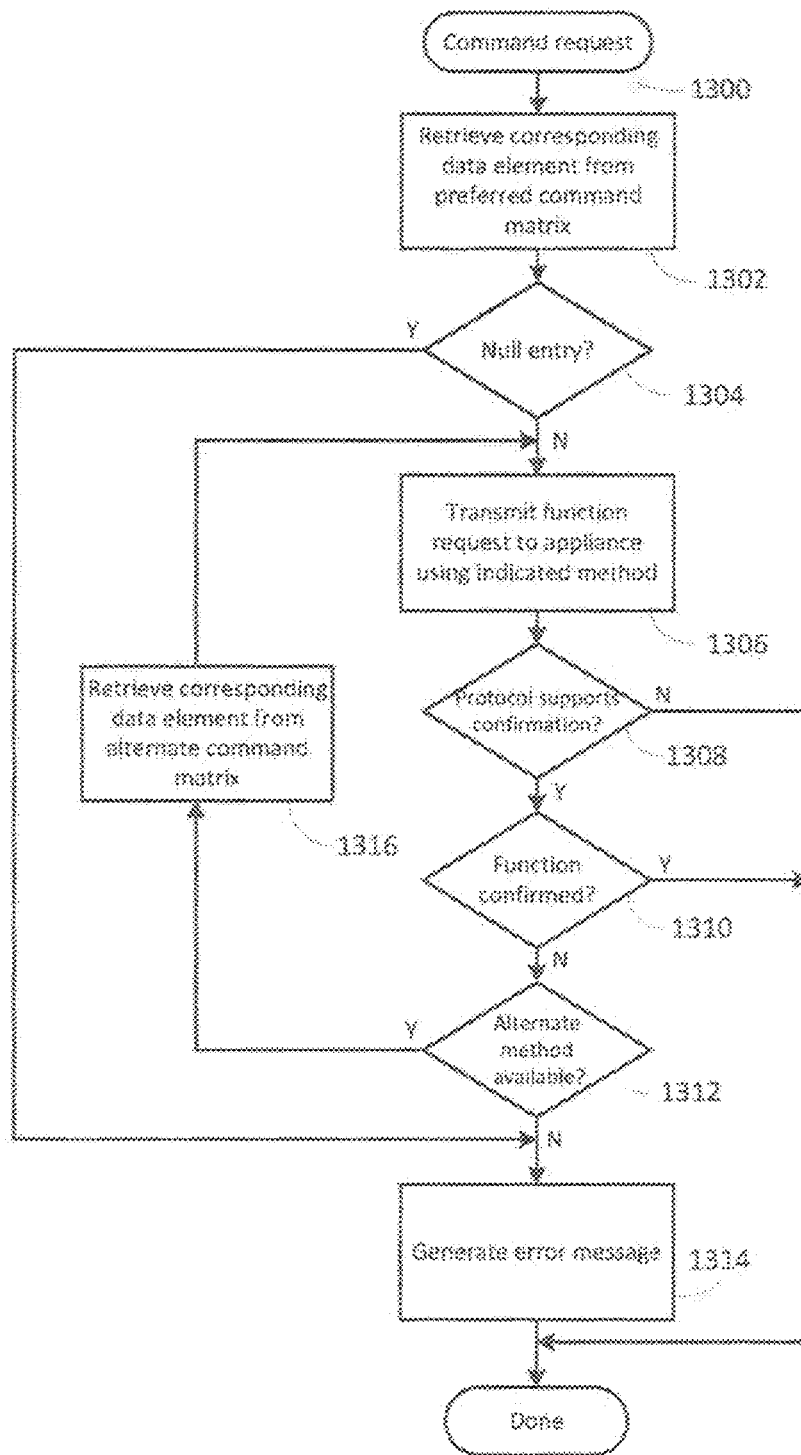 Command request
1300
Retrieve corresponding
data element from
preferred command
matrix
1302
Y
Null entry?
1304
N
Transmit function
request to appliance
using indicated method
1306
Retrieve corresponding
data element from
alternate command
matrix
1316
Protocol supports
confirmation?
N
1308
Y
Function
confirmed?
Y
1310
N
Y
Alternate
method
available?
1312
N
Generate error message
1314
Done